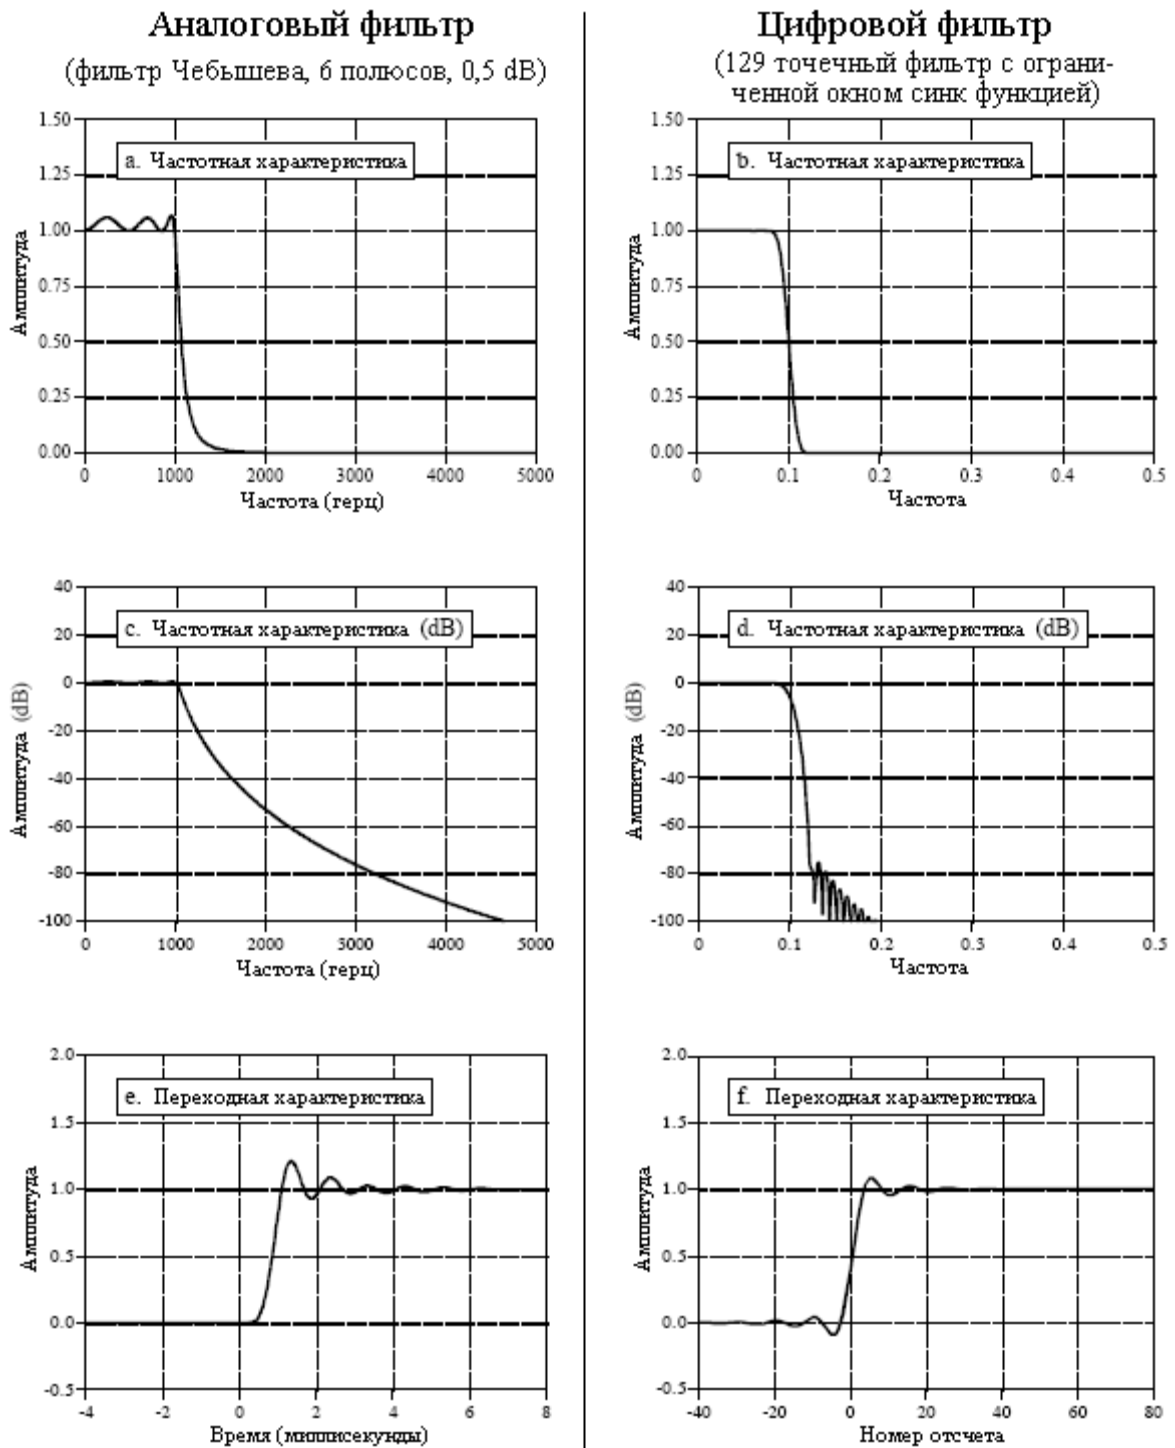 Аналоговый фильтр
(фильтр Чебышева, 6 полюсов, 0,5 dB)
Цифровой фильтр
(129 точечный фильтр с ограни-
ченной окном синк функцией)
a. Частотная характеристика
Амплитуда
1.50
1.25
1.00
0.75
0.50
0.25
0.00
0 1000 2000 3000 4000 5000
Частота (герц)
b. Частотная характеристика
Амплитуда
1.50
1.25
1.00
0.75
0.50
0.25
0.00
0 0.1 0.2 0.3 0.4 0.5
Частота
c. Частотная характеристика (dB)
Амплитуда (dB)
40
20
0
-20
-40
-60
-80
-100
0 1000 2000 3000 4000 5000
Частота (герц)
d. Частотная характеристика (dB)
Амплитуда (dB)
40
20
0
-20
-40
-60
-80
-100
0 0.1 0.2 0.3 0.4 0.5
Частота
e. Переходная характеристика
Амплитуда
2.0
1.5
1.0
0.5
0.0
-0.5
-4 -2 0 2 4 6 8
Время (миллисекунды)
f. Переходная характеристика
Амплитуда
2.0
1.5
1.0
0.5
0.0
-0.5
-40 -20 0 20 40 60 80
Номер отсчета